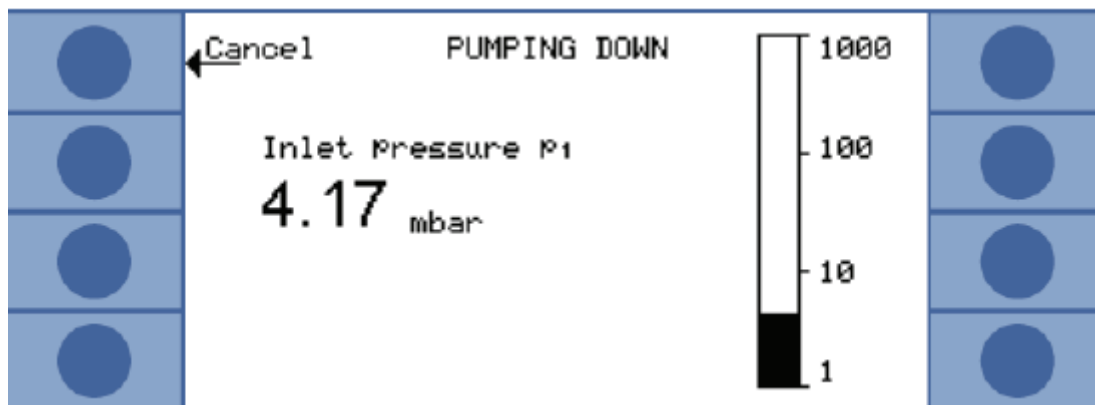 Cancel PUMPING DOWN
1000
Inlet pressure p1
100
4.17 mbar
10
1